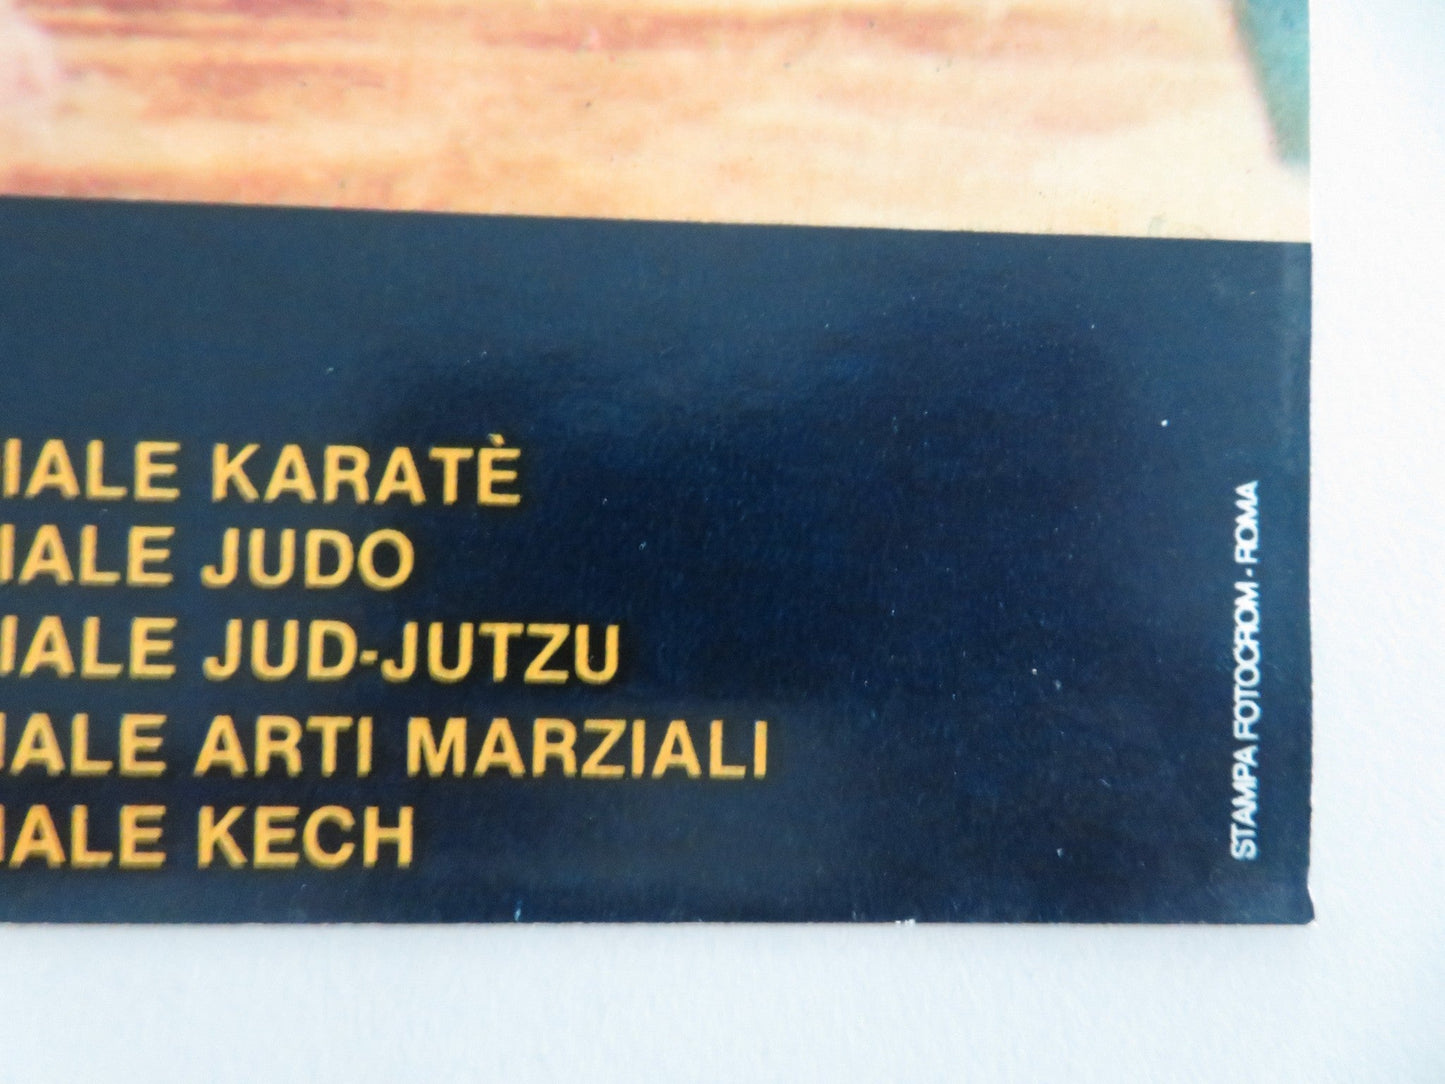 IALE KARATÈ
IALE JUDO
IALE JUD-JUTZU
IALE ARTI MARZIALI
IALE KECH
STAMPA FOTOCROM - ROMA